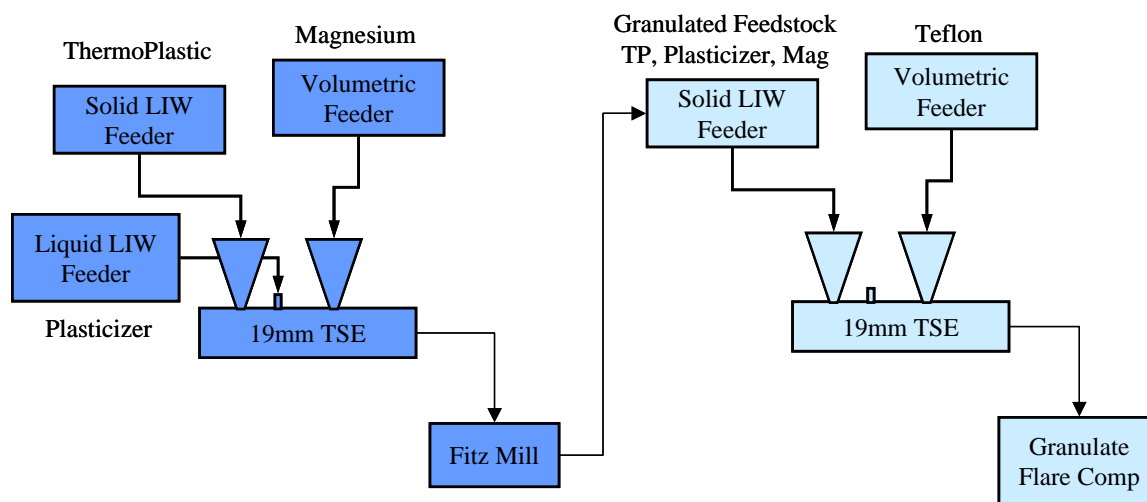 ThermoPlastic
Magnesium
Solid LIW
Feeder
Volumetric
Feeder
Liquid LIW
Feeder
Plasticizer
19mm TSE
Fitz Mill
Granulated Feedstock
TP, Plasticizer, Mag
Teflon
Solid LIW
Feeder
Volumetric
Feeder
19mm TSE
Granulate
Flare Comp